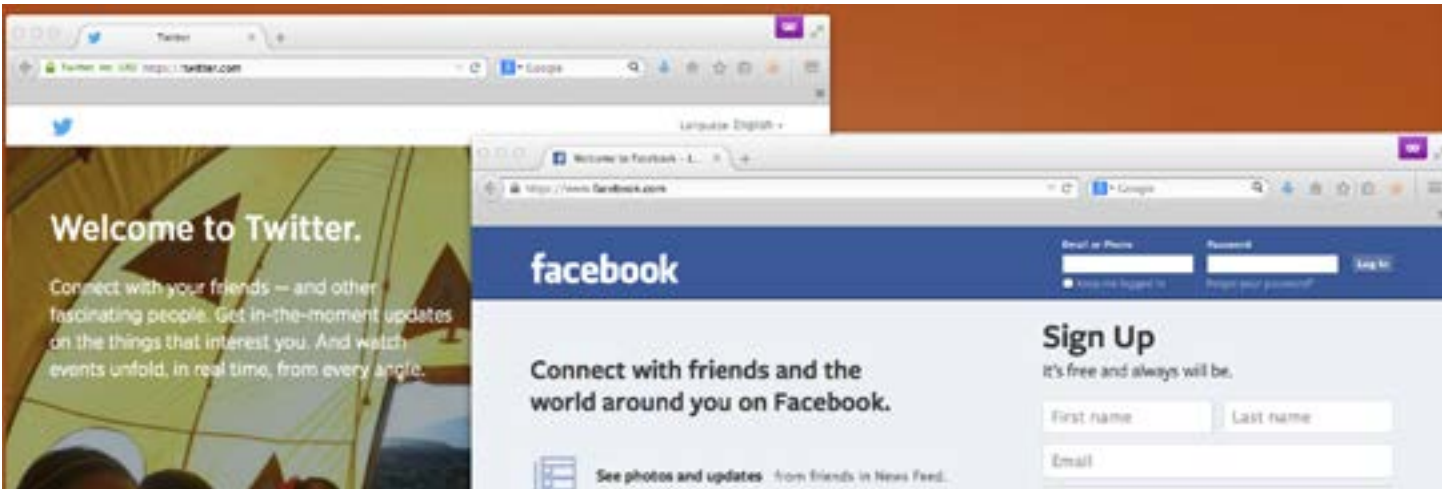 Twitter
Twitter, Inc. (US) https://twitter.com
Google
Language: English
Welcome to Twitter.
Connect with your friends — and other
fascinating people. Get in-the-moment updates
on the things that interest you. And watch
events unfold, in real time, from every angle.
Welcome to Facebook - L...
https://www.facebook.com
Google
facebook
Email or Phone
Password
Log In
Keep me logged in
Forgot your password?
Connect with friends and the
world around you on Facebook.
See photos and updates from friends in News Feed.
Sign Up
It's free and always will be.
First name
Last name
Email